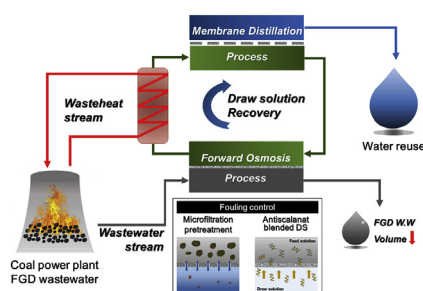 Membrane Distillation
Process
Wasteheat
stream
Draw solution
Recovery
Water reuse
Forward Osmosis
Process
Wastewater
stream
Coal power plant
FGD wastewater
Fouling control
Microfiltration
pretreatment
Antiscalanat
blended DS
Feed solution
Draw solution
FGD W.W
Volume